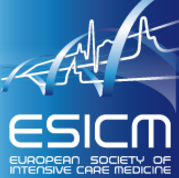 ESICM
EUROPEAN SOCIETY OF
INTENSIVE CARE MEDICINE